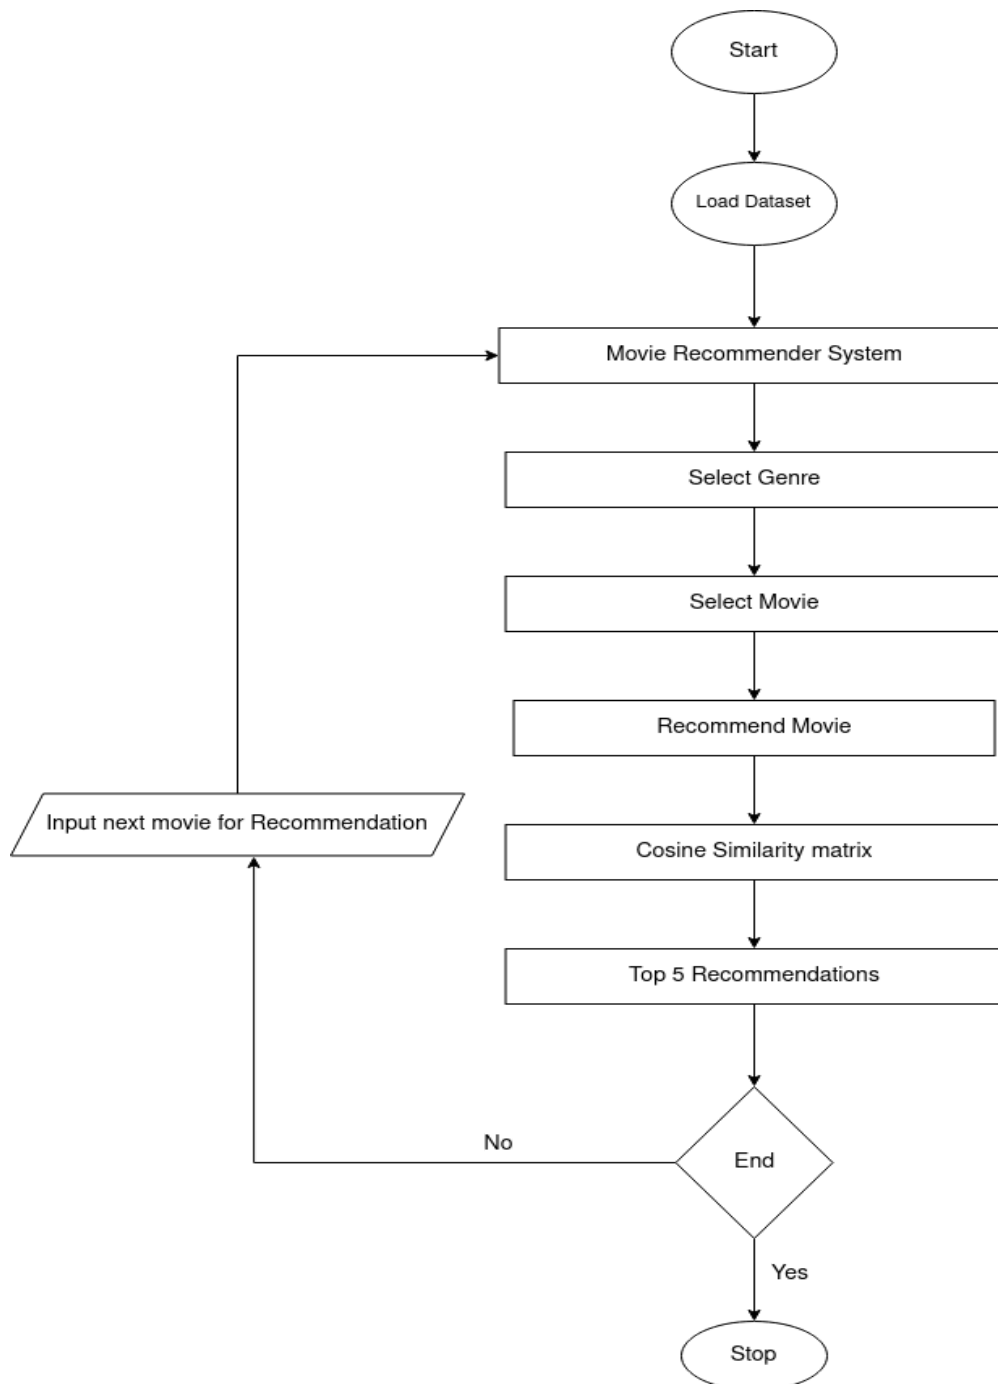 Start
Load Dataset
Movie Recommender System
Select Genre
Select Movie
Recommend Movie
Input next movie for Recommendation
Cosine Similarity matrix
Top 5 Recommendations
No
End
Yes
Stop